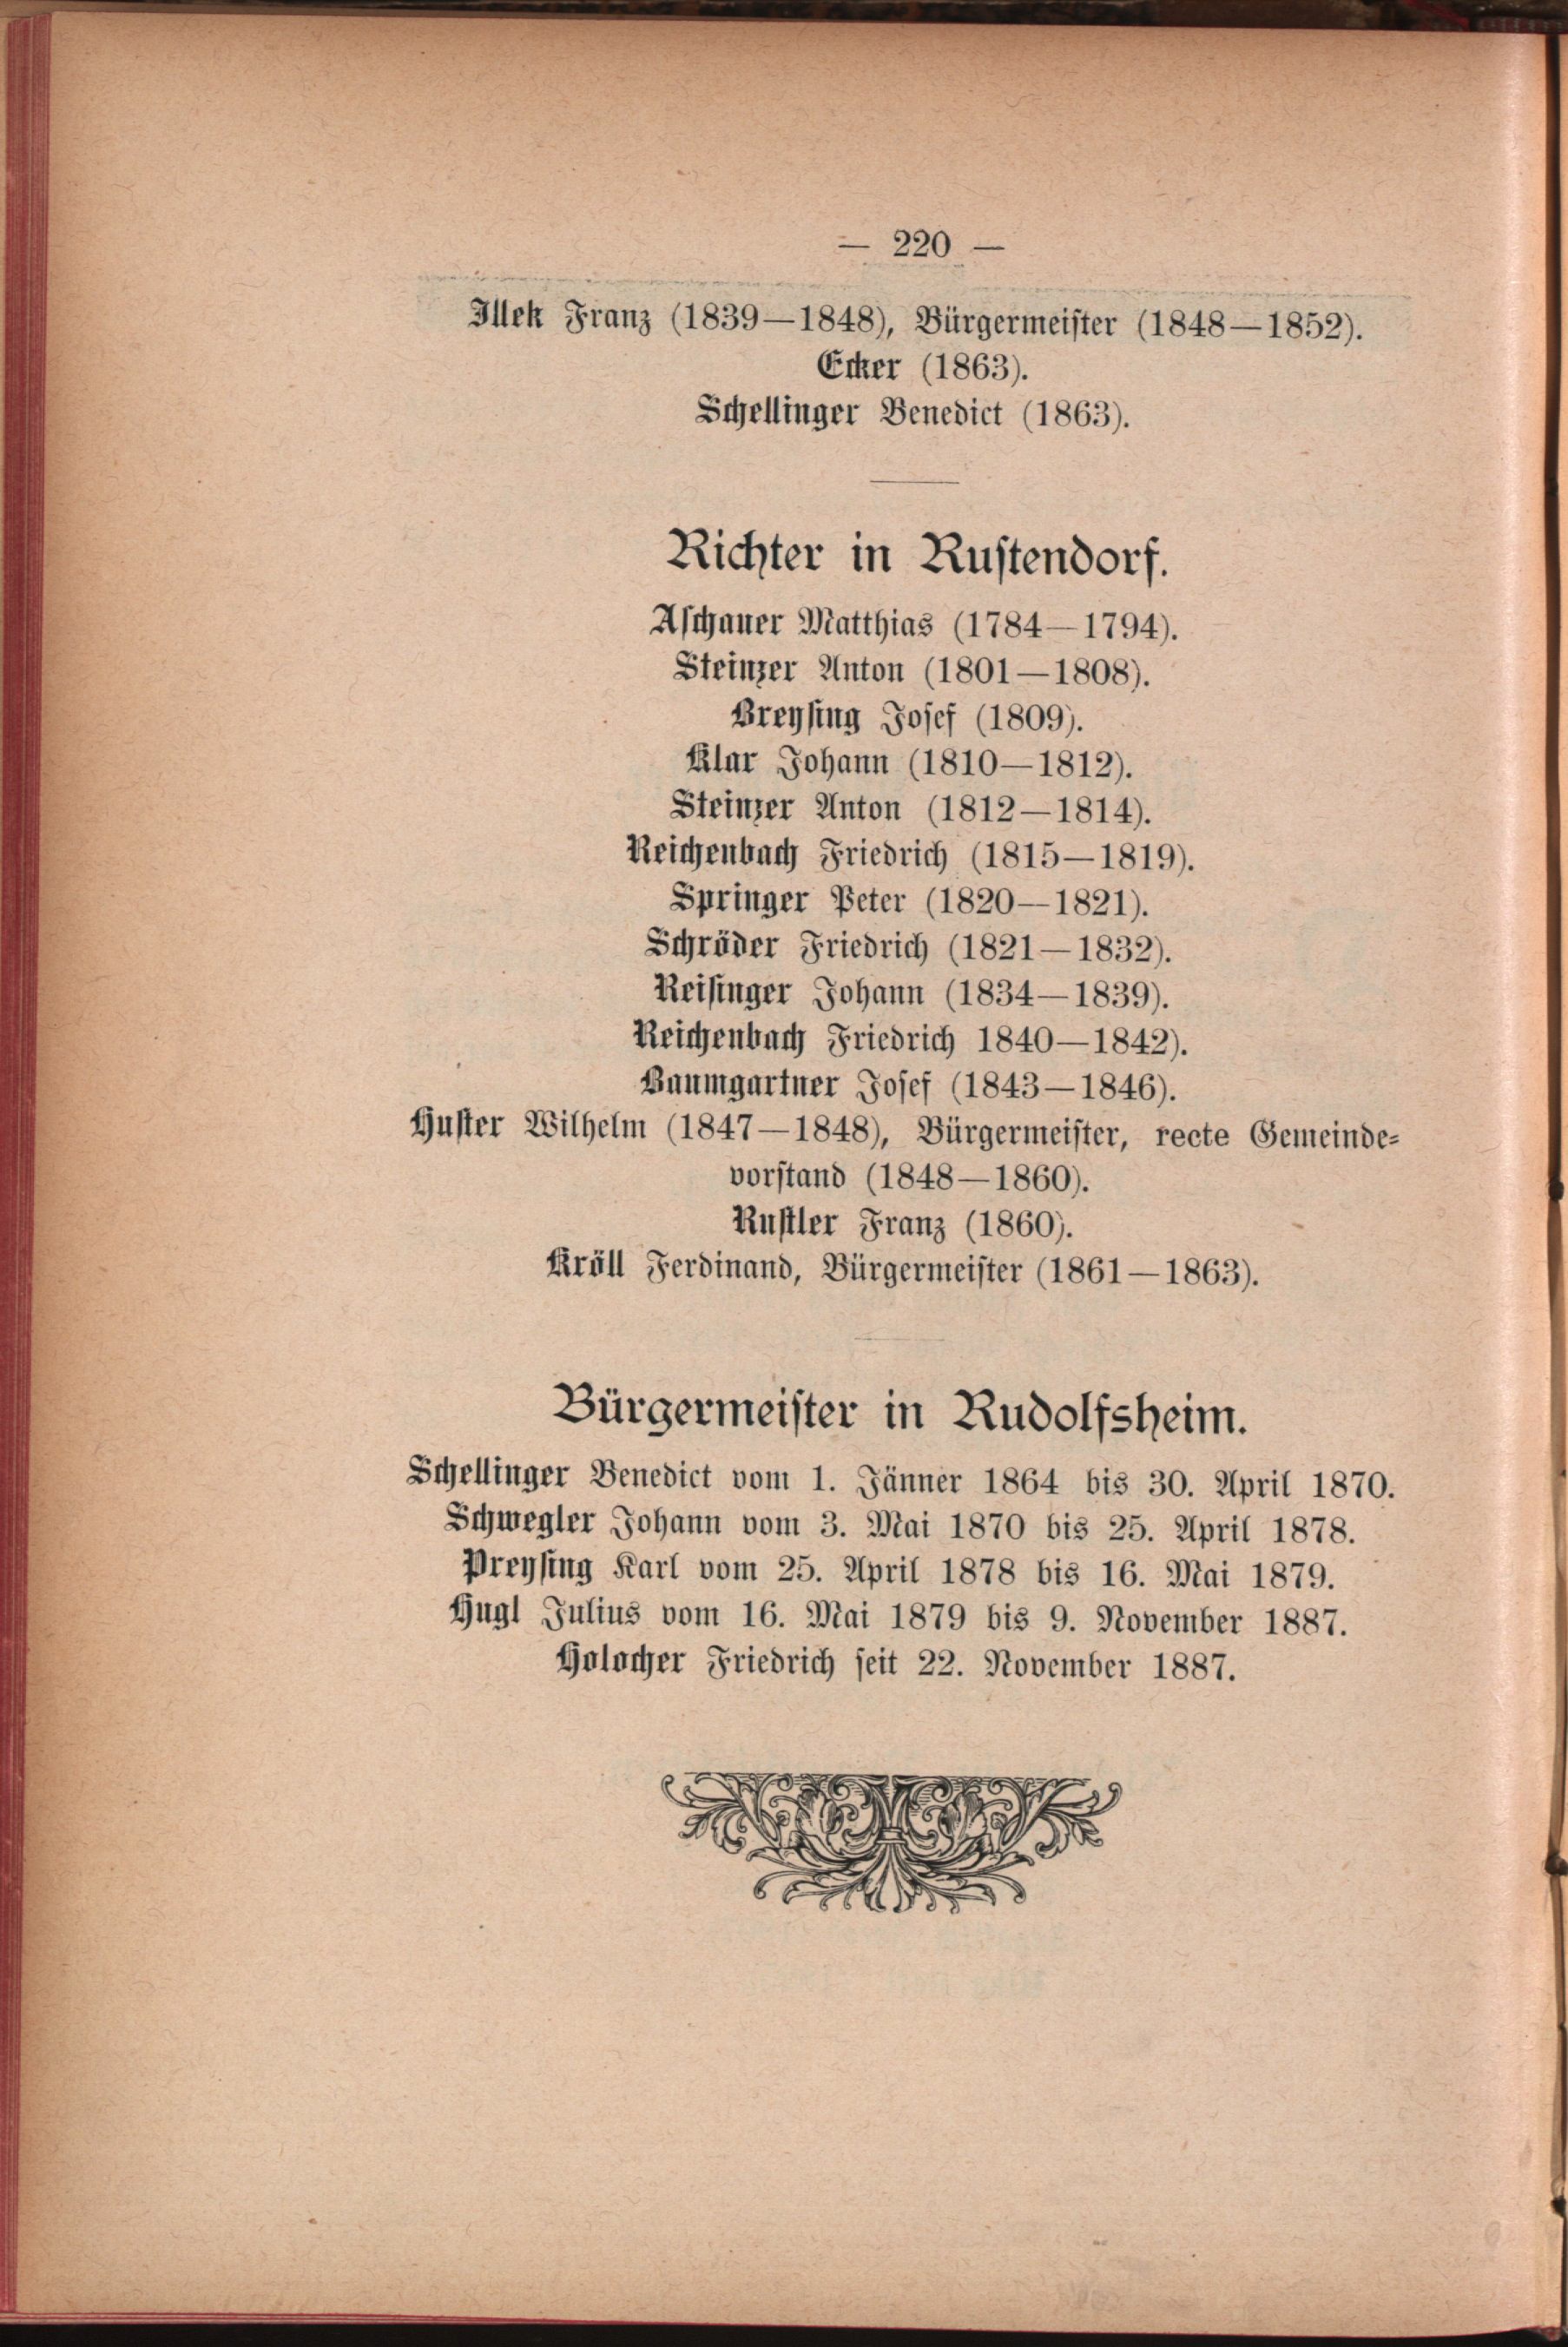 — 220 —
Illek Franz (1839—1848), Bürgermeister (1848—1852).
Ecker (1863).
Schellinger Benedict (1863).
Richter in Rustendorf.
Aschauer Matthias (1784—1794).
Steinzer Anton (1801—1808).
Breysing Josef (1809).
Klar Johann (1810—1812).
Steinzer Anton (1812—1814).
Reichenbach Friedrich (1815—1819).
Springer Peter (1820—1821).
Schröder Friedrich (1821—1832).
Reisinger Johann (1834—1839).
Reichenbach Friedrich 1840—1842).
Baumgartner Josef (1843—1846).
Huster Wilhelm (1847—1848), Bürgermeister, recte Gemeinde-
vorstand (1848—1860).
Rustler Franz (1860).
Kröll Ferdinand, Bürgermeister (1861—1863).
Bürgermeister in Rudolfsheim.
Schellinger Benedict vom 1. Jänner 1864 bis 30. April 1870.
Schwegler Johann vom 3. Mai 1870 bis 25. April 1878.
Preysing Karl vom 25. April 1878 bis 16. Mai 1879.
Hugl Julius vom 16. Mai 1879 bis 9. November 1887.
Holocher Friedrich seit 22. November 1887.